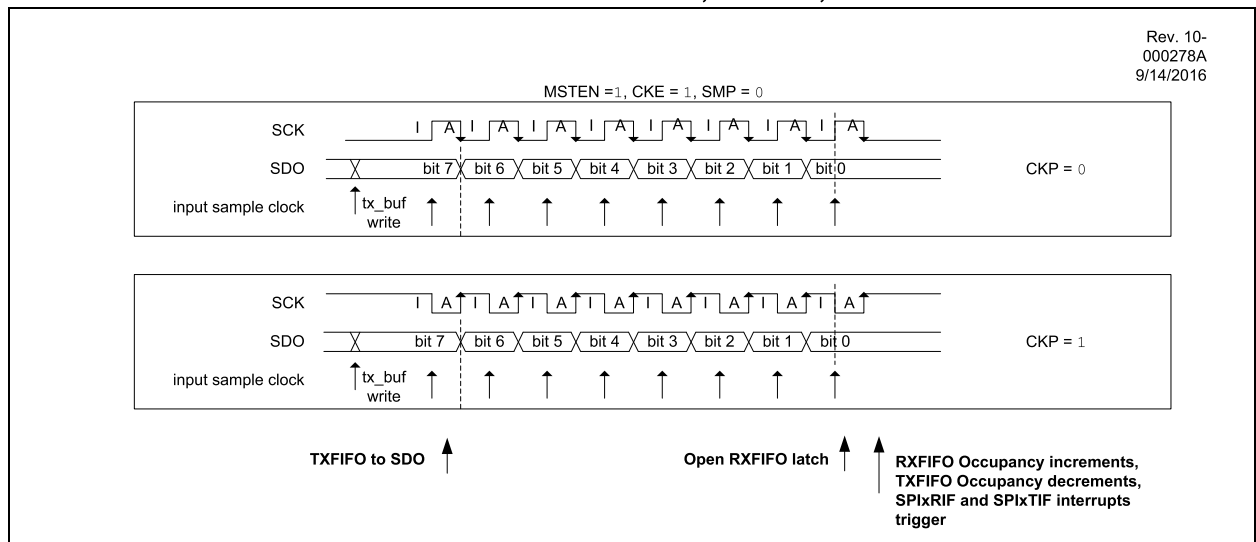 Rev. 10-
000278A
9/14/2016
MSTEN =1, CKE = 1, SMP = 0
SCK I A I A I A I A I A I A I A I A
SDO bit 7 bit 6 bit 5 bit 4 bit 3 bit 2 bit 1 bit 0 CKP = 0
input sample clock tx_buf
write
SCK I A I A I A I A I A I A I A I A
SDO bit 7 bit 6 bit 5 bit 4 bit 3 bit 2 bit 1 bit 0 CKP = 1
input sample clock tx_buf
write
TXFIFO to SDO Open RXFIFO latch RXFIFO Occupancy increments,
TXFIFO Occupancy decrements,
SPIxRIF and SPIxTIF interrupts
trigger